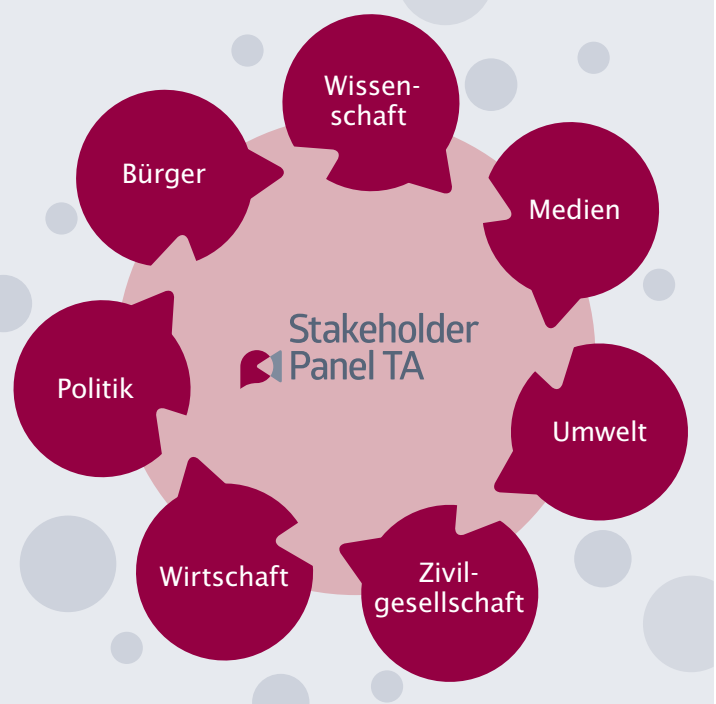 Wissen-
schaft
Bürger
Medien
Stakeholder
Panel TA
Politik
Umwelt
Wirtschaft
Zivil-
gesellschaft